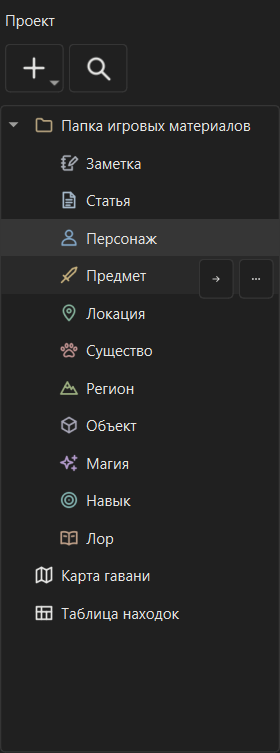 Проект
Папка игровых материалов
Заметка
Статья
Персонаж
Предмет
Локация
Существо
Регион
Объект
Магия
Навык
Лор
Карта гавани
Таблица находок